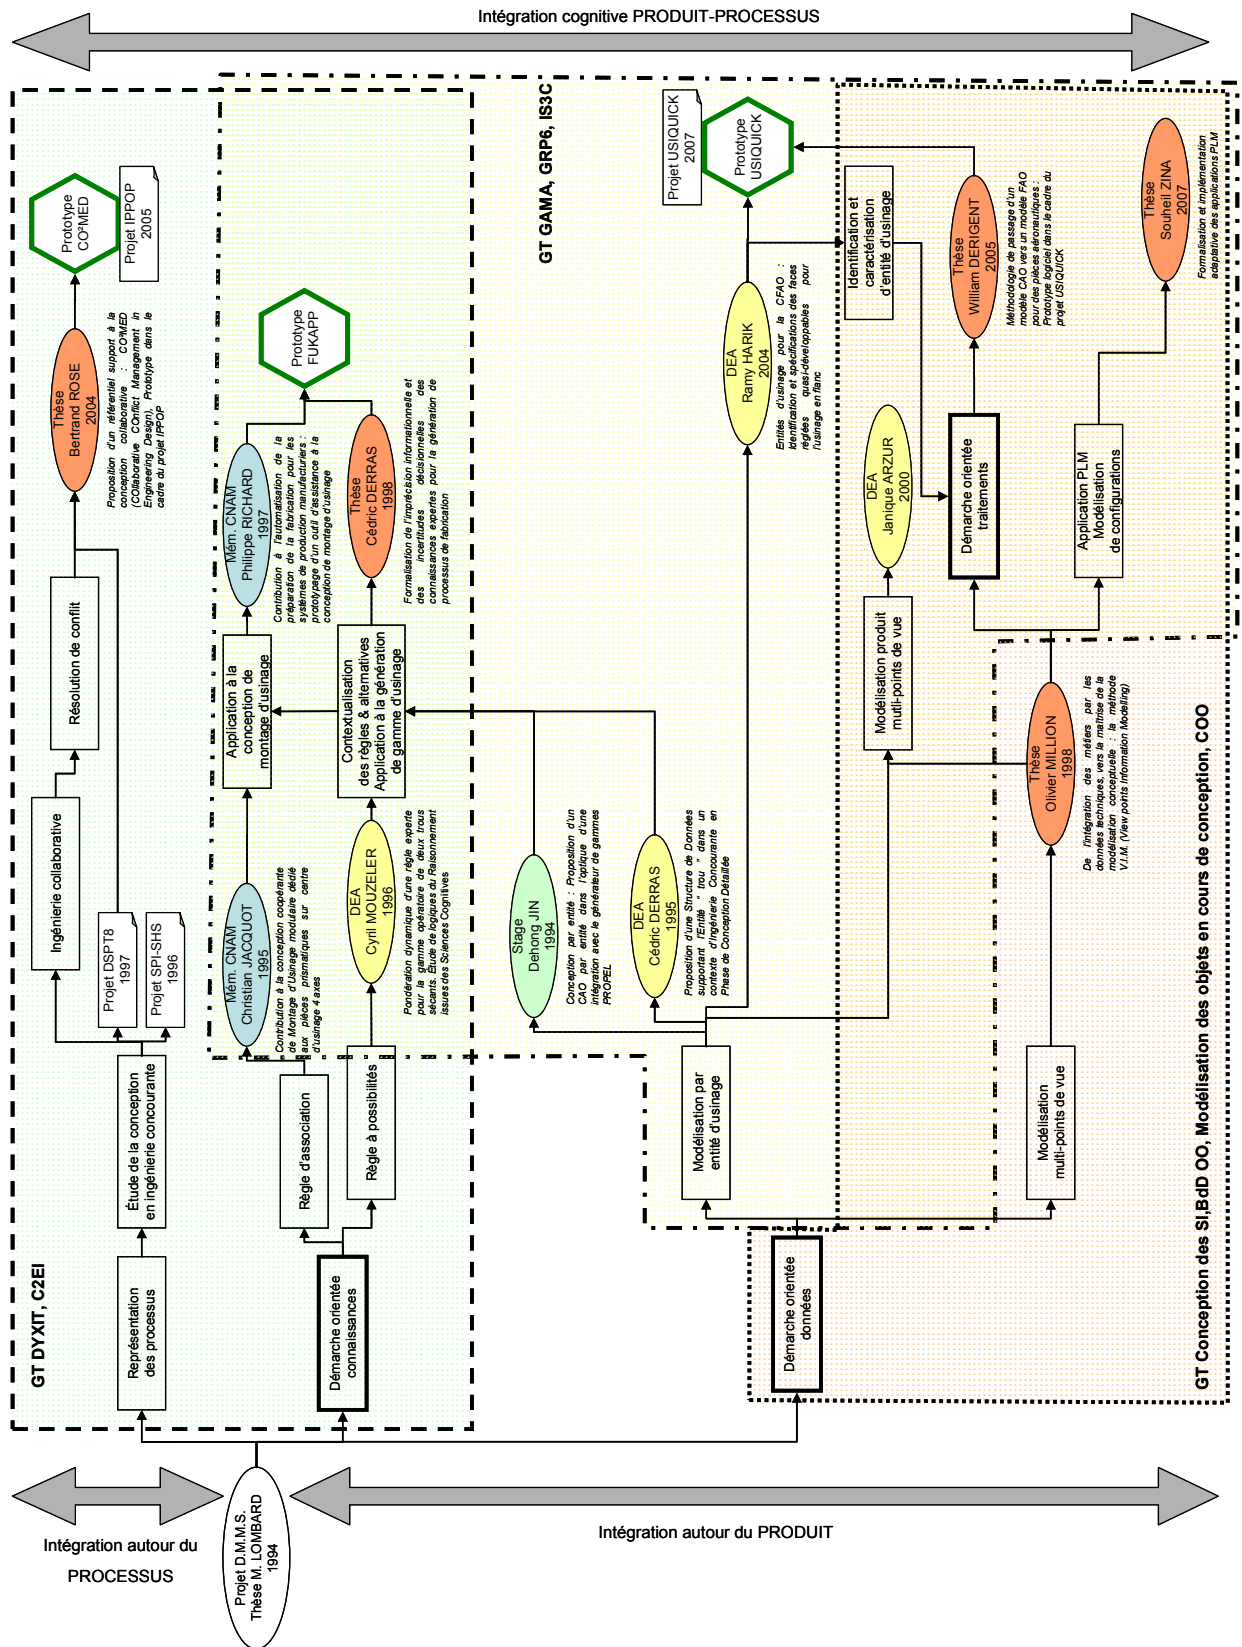 Intégration cognitive PRODUIT-PROCESSUS
GT DYXIT, C2EI
Représentation
des processus
Étude de la conception
en ingénierie concourante
Projet DSPT8
1997
Projet SPI-SHS
1996
Ingénierie collaborative
Résolution de conflit
Thèse
Bertrand ROSE
2004
Proposition d'un référentiel support à la
conception collaborative : CO²MED
(COllaborative COnflict Management in
Engineering Design), Prototype dans le
cadre du projet IPPOP
Prototype
CO²MED
Projet IPPOP
2005
Démarche orientée
connaissances
Règle d'association
Règle à possibilités
Mém. CNAM
Christian JACQUOT
1995
Contribution à la conception coopérante
de Montage d'Usinage modulaire dédié
aux pièces prismatiques sur centre
d'usinage 4 axes
DEA
Cyril MOUZELER
1996
Pondération dynamique d'une règle experte
pour la gamme opératoire de deux trous
sécants. Étude de logiques du Raisonnement
issues des Sciences Cognitives
Application à la
conception de
montage d'usinage
Contextualisation
des règles & alternatives
Application à la génération
de gamme d'usinage
Mém. CNAM
Philippe RICHARD
1997
Contribution à l'automatisation de la
préparation de la fabrication pour les
systèmes de production manufacturiers :
prototypage d'un outil d'assistance à la
conception de montage d'usinage
Thèse
Cédric DERRAS
1998
Formalisation de l'imprécision informationnelle et
des incertitudes décisionnelles des
connaissances expertes pour la génération de
processus de fabrication
Prototype
FUKAPP
GT GAMA, GRP6, IS3C
Stage
Dehong JIN
1994
Conception par entité : Proposition d'un
CAO par entité dans l'optique d'une
intégration avec le générateur de gammes
PROPEL
DEA
Cédric DERRAS
1995
Proposition d'une Structure de Données
supportant l'Entité " trou " dans un
contexte d'Ingénierie Concourante en
Phase de Conception Détaillée
Modélisation par
entité d'usinage
DEA
Ramy HARIK
2004
Entités d'usinage pour la CFAO :
Identification et spécifications des faces
réglées quasi-développables pour
l'usinage en flanc
Projet USIQUICK
2007
Prototype
USIQUICK
Identification et
caractérisation
d'entité d'usinage
Modélisation produit
mutli-points de vue
DEA
Janique ARZUR
2000
Démarche orientée
traitements
Thèse
William DERIGENT
2005
Méthodologie de passage d'un
modèle CAO vers un modèle FAO
pour des pièces aéronautiques :
Prototype logiciel dans le cadre du
projet USIQUICK
Démarche orientée
données
Modélisation
multi-points de vue
Thèse
Olivier MILLION
1998
De l'intégration des métiers par les
données techniques, vers la maîtrise de la
modélisation conceptuelle : la méthode
V.I.M. (View points Information Modelling)
Application PLM
Modélisation
de configurations
Thèse
Souheil ZINA
2007
Formalisation et implémentation
adaptative des applications PLM
GT Conception des SI,BdD OO, Modélisation des objets en cours de conception, COO
Projet D.M.M.S.
Thèse M. LOMBARD
1994
Intégration autour du
PROCESSUS
Intégration autour du PRODUIT